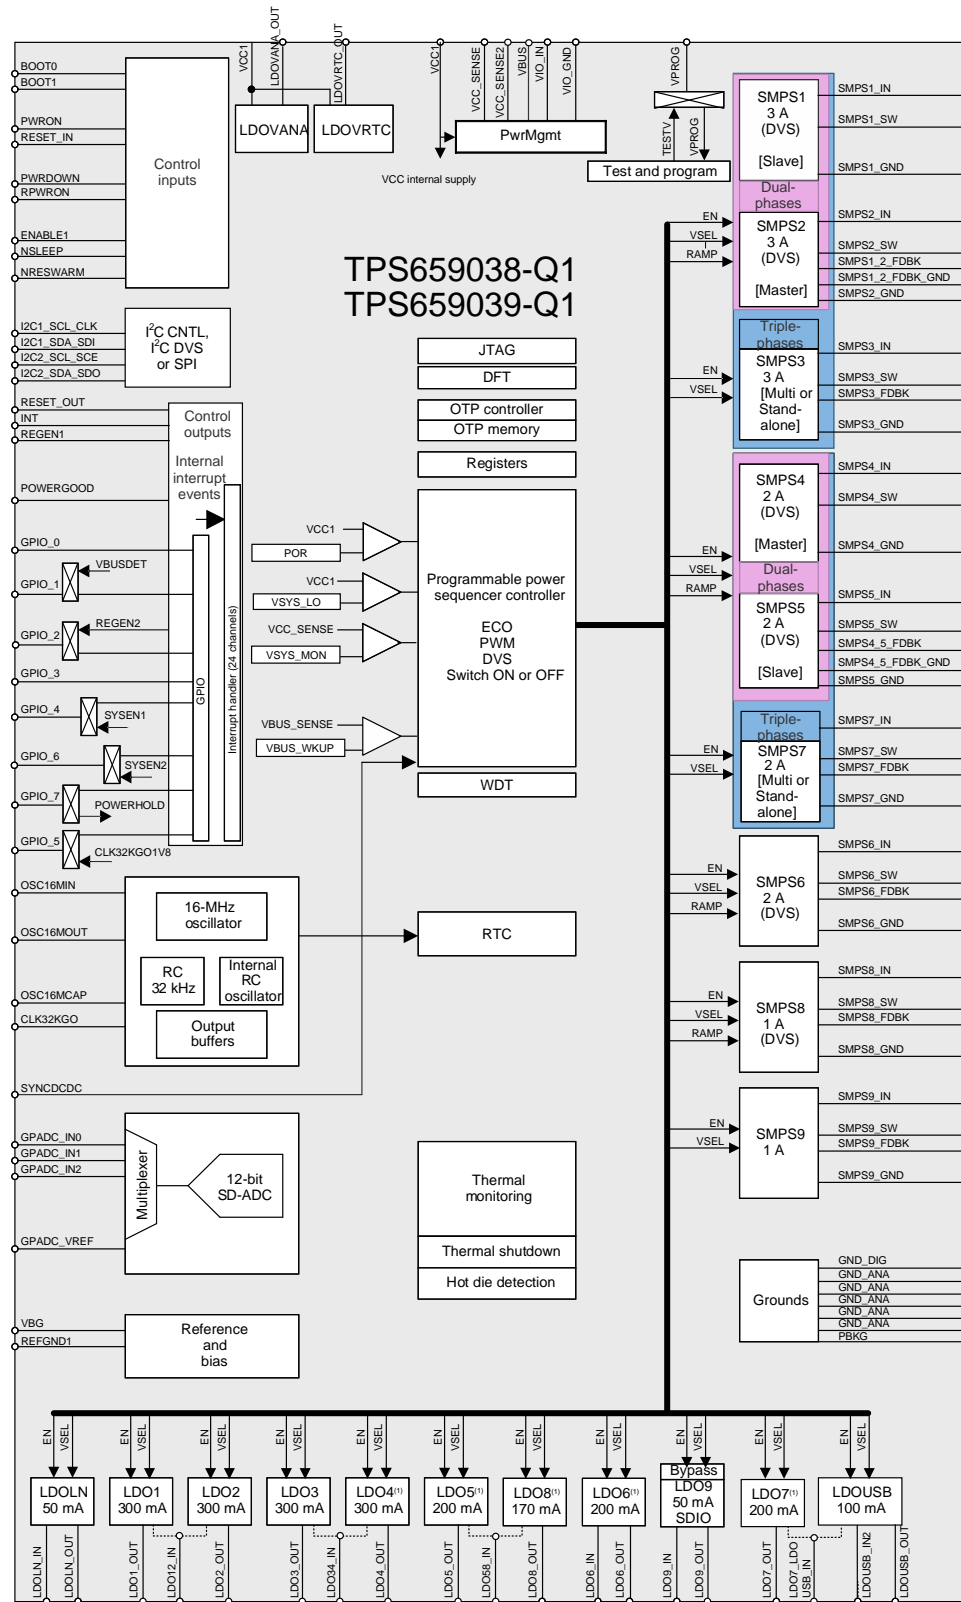 VCC1
LDOVANA_OUT
LDOVRTC_OUT
VCC1
VCC_SENSE
VCC_SENSE2
VBUS
VIO_IN
VIO_GND
VPROG
BOOT0
BOOT1
PWRON
RESET_IN
PWRDOWN
RPWRON
ENABLE1
NSLEEP
NRESWARM
Control
inputs
LDOVANA
LDOVRTC
PwrMgmt
VCC internal supply
TESTV
VPROG
Test and program
TPS659038-Q1
TPS659039-Q1
I2C1_SCL_CLK
I2C1_SDA_SDI
I2C2_SCL_SCE
I2C2_SDA_SDO
I²C CNTL,
I²C DVS
or SPI
RESET_OUT
INT
REGEN1
POWERGOOD
Control
outputs
Internal
interrupt
events
GPIO_0
GPIO_1
VBUSDET
GPIO_2
REGEN2
GPIO_3
GPIO_4
SYSEN1
GPIO_6
SYSEN2
GPIO_7
POWERHOLD
GPIO_5
CLK32KGO1V8
GPIO
Interrupt handler (24 channels)
JTAG
DFT
OTP controller
OTP memory
Registers
VCC1
POR
VCC1
VSYS_LO
VCC_SENSE
VSYS_MON
VBUS_SENSE
VBUS_WKUP
Programmable power
sequencer controller
ECO
PWM
DVS
Switch ON or OFF
WDT
OSC16MIN
OSC16MOUT
OSC16MCAP
CLK32KGO
16-MHz
oscillator
RC
32 kHz
Internal
RC
oscillator
Output
buffers
RTC
SYNCDCDC
GPADC_IN0
GPADC_IN1
GPADC_IN2
GPADC_VREF
Multiplexer
12-bit
SD-ADC
Thermal
monitoring
Thermal shutdown
Hot die detection
VBG
REFGND1
Reference
and
bias
SMPS1
3 A
(DVS)
[Slave]
SMPS1_IN
SMPS1_SW
SMPS1_GND
Dual-
phases
EN
VSEL
RAMP
SMPS2
3 A
(DVS)
[Master]
SMPS2_IN
SMPS2_SW
SMPS1_2_FDBK
SMPS1_2_FDBK_GND
SMPS2_GND
Triple-
phases
EN
VSEL
SMPS3
3 A
[Multi or
Stand-
alone]
SMPS3_IN
SMPS3_SW
SMPS3_FDBK
SMPS3_GND
SMPS4
2 A
(DVS)
[Master]
SMPS4_IN
SMPS4_SW
SMPS4_GND
EN
VSEL
RAMP
Dual-
phases
SMPS5
2 A
(DVS)
[Slave]
SMPS5_IN
SMPS5_SW
SMPS4_5_FDBK
SMPS4_5_FDBK_GND
SMPS5_GND
Triple-
phases
EN
VSEL
SMPS7
2 A
[Multi or
Stand-
alone]
SMPS7_IN
SMPS7_SW
SMPS7_FDBK
SMPS7_GND
EN
VSEL
RAMP
SMPS6
2 A
(DVS)
SMPS6_IN
SMPS6_SW
SMPS6_FDBK
SMPS6_GND
EN
VSEL
RAMP
SMPS8
1 A
(DVS)
SMPS8_IN
SMPS8_SW
SMPS8_FDBK
SMPS8_GND
EN
VSEL
SMPS9
1 A
SMPS9_IN
SMPS9_SW
SMPS9_FDBK
SMPS9_GND
Grounds
GND_DIG
GND_ANA
GND_ANA
GND_ANA
GND_ANA
GND_ANA
PBKG
EN
VSEL
EN
VSEL
EN
VSEL
EN
VSEL
EN
VSEL
EN
VSEL
EN
VSEL
EN
VSEL
EN
VSEL
EN
VSEL
EN
VSEL
LDOLN
50 mA
LDO1
300 mA
LDO2
300 mA
LDO3
300 mA
LDO4(1)
300 mA
LDO5(1)
200 mA
LDO8(1)
170 mA
LDO6(1)
200 mA
Bypass
LDO9
50 mA
SDIO
LDO7(1)
200 mA
LDOUSB
100 mA
LDOLN_IN
LDOLN_OUT
LDO1_OUT
LDO12_IN
LDO2_OUT
LDO3_OUT
LDO34_IN
LDO4_OUT
LDO5_OUT
LDO58_IN
LDO8_OUT
LDO6_IN
LDO6_OUT
LDO9_IN
LDO9_OUT
LDO7_OUT
LDO7_LDO
USB_IN
LDOUSB_IN2
LDOUSB_OUT